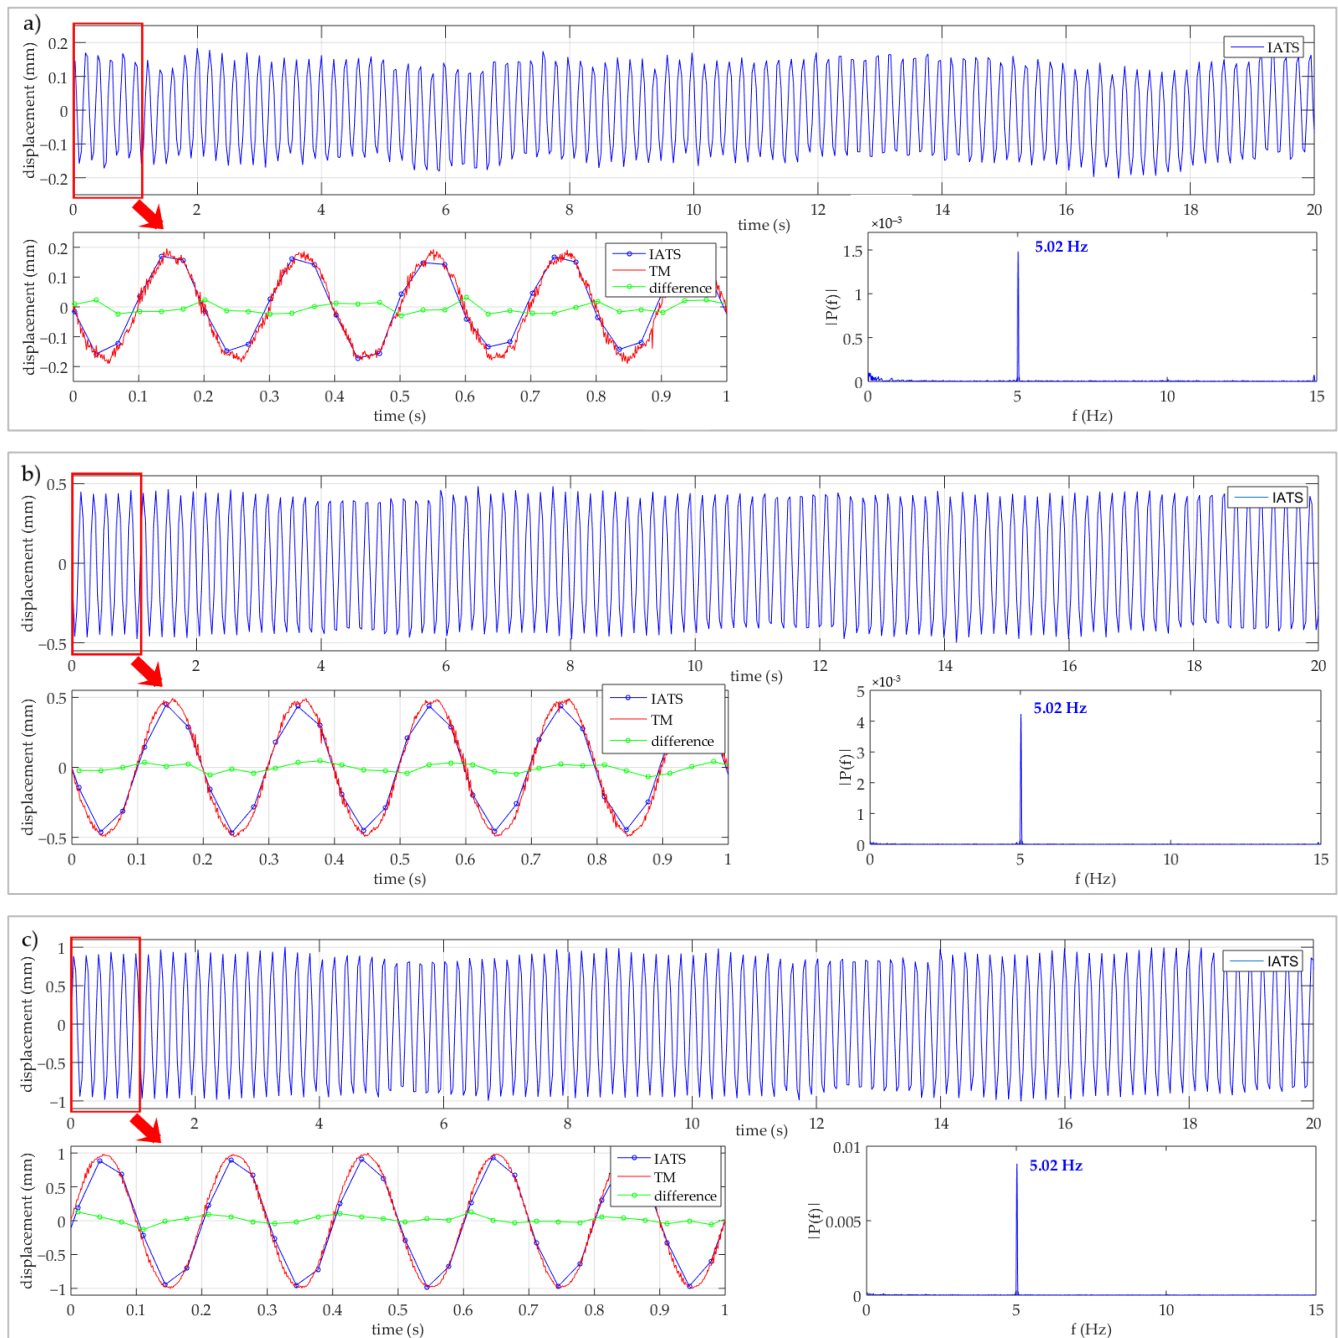 a)
displacement (mm)
0.2
0.1
0
−0.1
−0.2
IATS
0 2 4 6 8 10 12 14 16 18 20
time (s)
displacement (mm)
0.2
0.1
0
−0.1
−0.2
IATS
TM
difference
0 0.1 0.2 0.3 0.4 0.5 0.6 0.7 0.8 0.9 1
time (s)
×10⁻³
|P(f)|
1.5
1
0.5
0
5.02 Hz
0 5 10 15
f (Hz)
b)
displacement (mm)
0.5
0
−0.5
IATS
0 2 4 6 8 10 12 14 16 18 20
time (s)
displacement (mm)
0.5
0
−0.5
IATS
TM
difference
0 0.1 0.2 0.3 0.4 0.5 0.6 0.7 0.8 0.9 1
time (s)
×10⁻³
|P(f)|
5
4
3
2
1
0
5.02 Hz
0 5 10 15
f (Hz)
c)
displacement (mm)
1
0.5
0
−0.5
−1
IATS
0 2 4 6 8 10 12 14 16 18 20
time (s)
displacement (mm)
1
0.5
0
−0.5
−1
IATS
TM
difference
0 0.1 0.2 0.3 0.4 0.5 0.6 0.7 0.8 0.9 1
time (s)
|P(f)|
0.01
0.005
0
5.02 Hz
0 5 10 15
f (Hz)